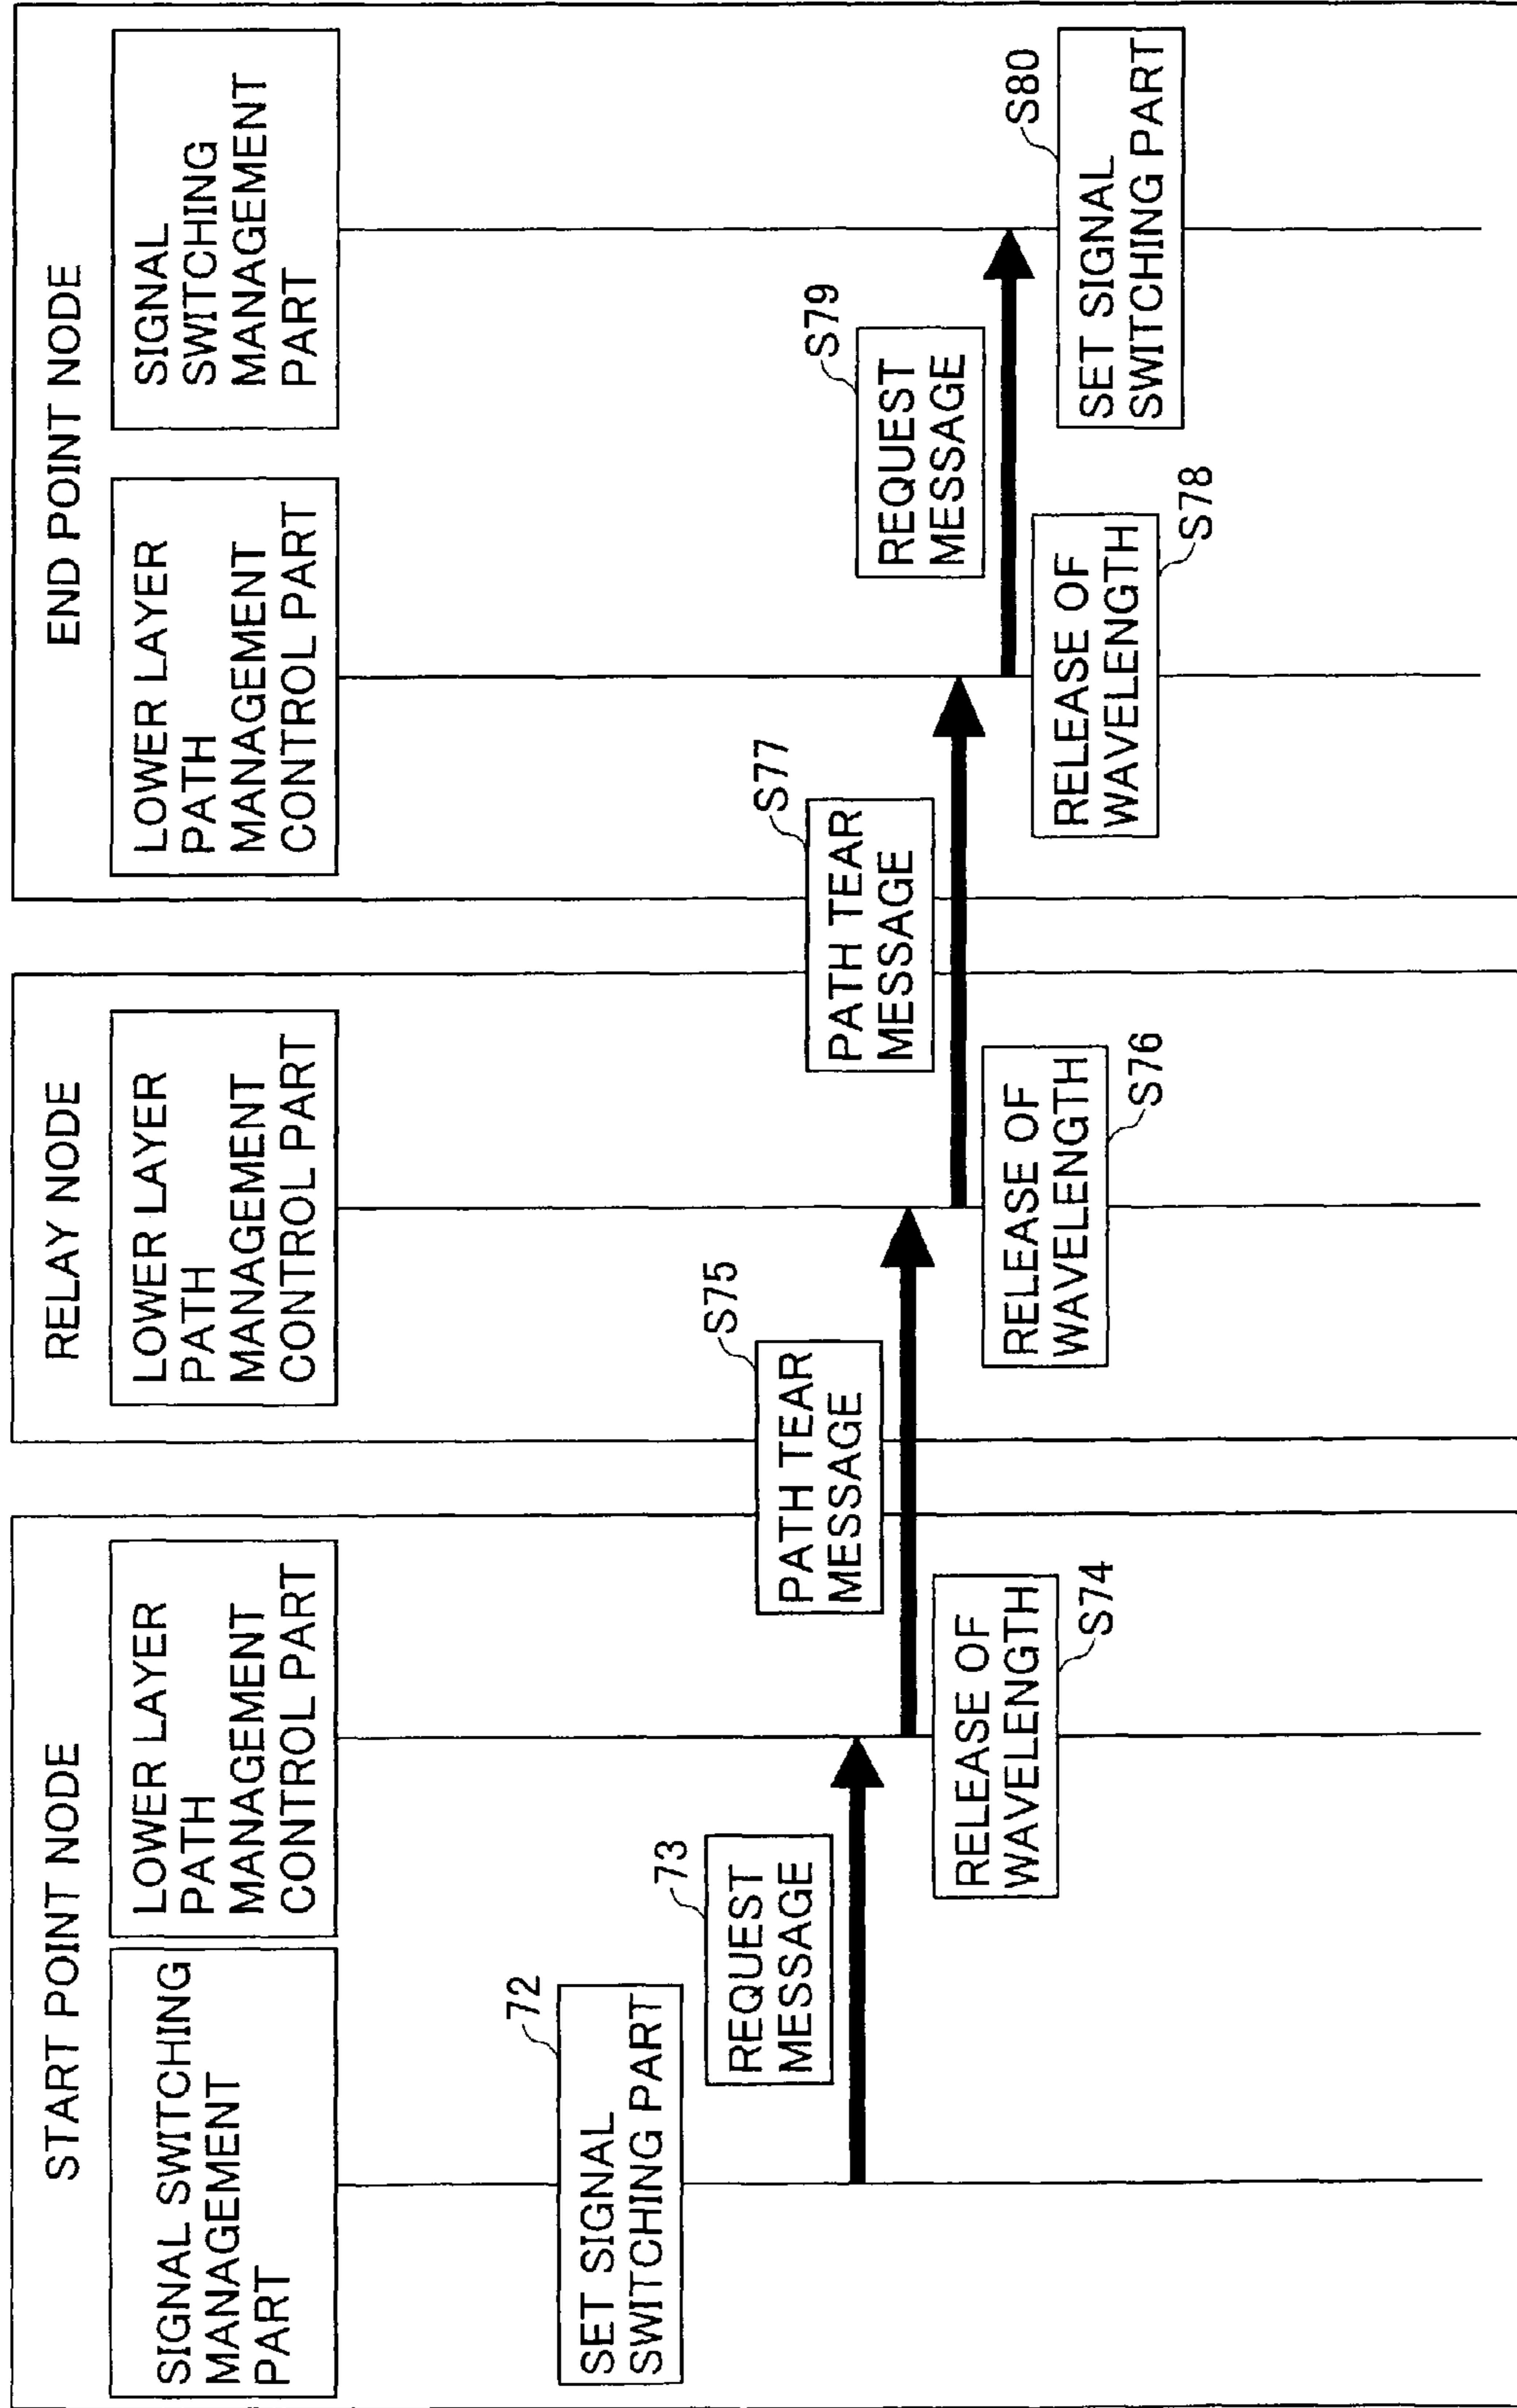 START POINT NODE
SIGNAL SWITCHING
MANAGEMENT
PART
LOWER LAYER
PATH
MANAGEMENT
CONTROL PART
RELAY NODE
LOWER LAYER
PATH
MANAGEMENT
CONTROL PART
END POINT NODE
LOWER LAYER
PATH
MANAGEMENT
CONTROL PART
SIGNAL
SWITCHING
MANAGEMENT
PART
72
SET SIGNAL
SWITCHING PART
73
REQUEST
MESSAGE
RELEASE OF
WAVELENGTH
S74
S75
PATH TEAR
MESSAGE
RELEASE OF
WAVELENGTH
S76
S77
PATH TEAR
MESSAGE
RELEASE OF
WAVELENGTH
S78
S79
REQUEST
MESSAGE
S80
SET SIGNAL
SWITCHING PART